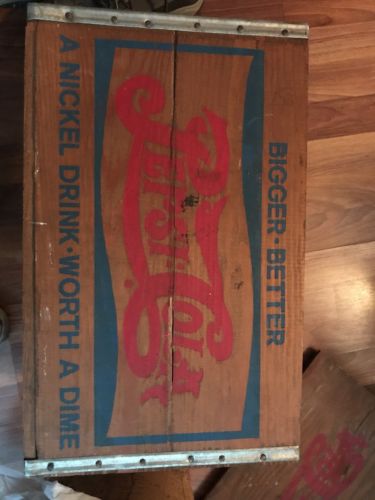 BIGGER·BETTER
PEPSI-COLA
A NICKEL DRINK·WORTH A DIME